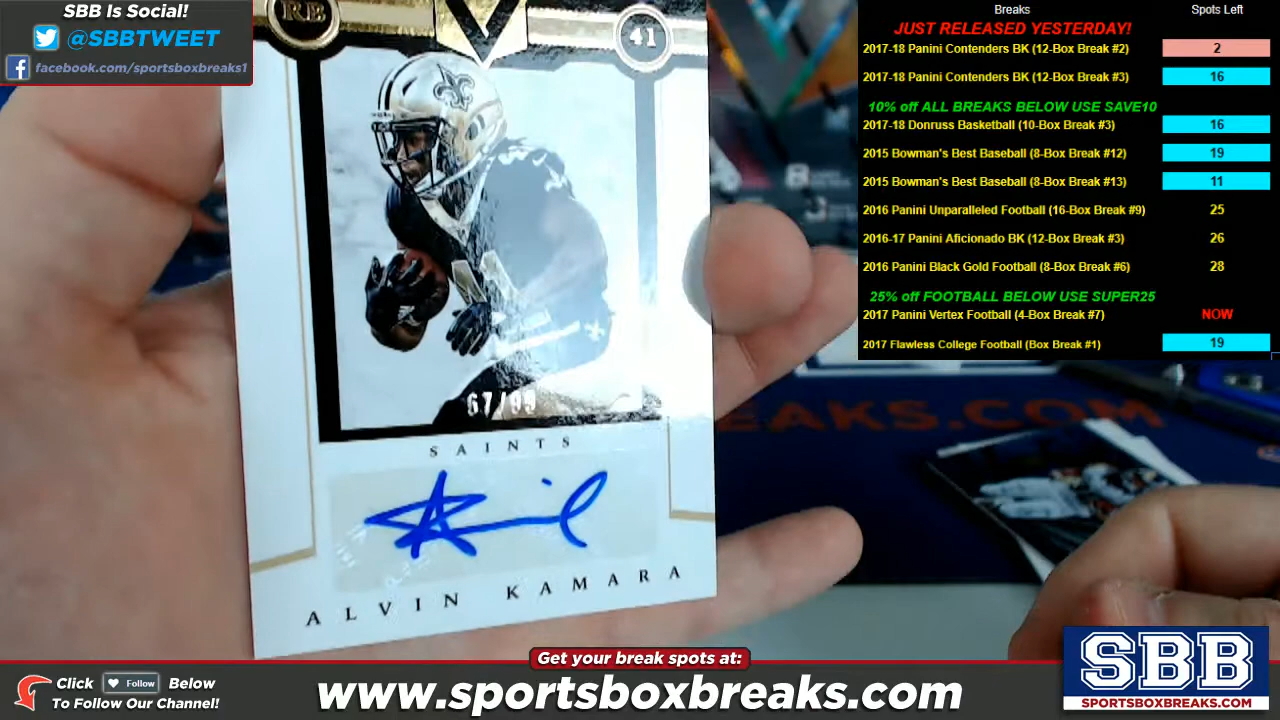 SBB Is Social!
@SBBTWEET
facebook.com/sportsboxbreaks1
RB
41
67/99
SAINTS
ALVIN KAMARA
Breaks Spots Left
JUST RELEASED YESTERDAY!
2017-18 Panini Contenders BK (12-Box Break #2) 2
2017-18 Panini Contenders BK (12-Box Break #3) 16
10% off ALL BREAKS BELOW USE SAVE10
2017-18 Donruss Basketball (10-Box Break #3) 16
2015 Bowman's Best Baseball (8-Box Break #12) 19
2015 Bowman's Best Baseball (8-Box Break #13) 11
2016 Panini Unparalleled Football (16-Box Break #9) 25
2016-17 Panini Aficionado BK (12-Box Break #3) 26
2016 Panini Black Gold Football (8-Box Break #6) 28
25% off FOOTBALL BELOW USE SUPER25
2017 Panini Vertex Football (4-Box Break #7) NOW
2017 Flawless College Football (Box Break #1) 19
EAKS.COM
Get your break spots at:
Click Follow Below
To Follow Our Channel!
www.sportsboxbreaks.com
SBB
SPORTSBOXBREAKS.COM